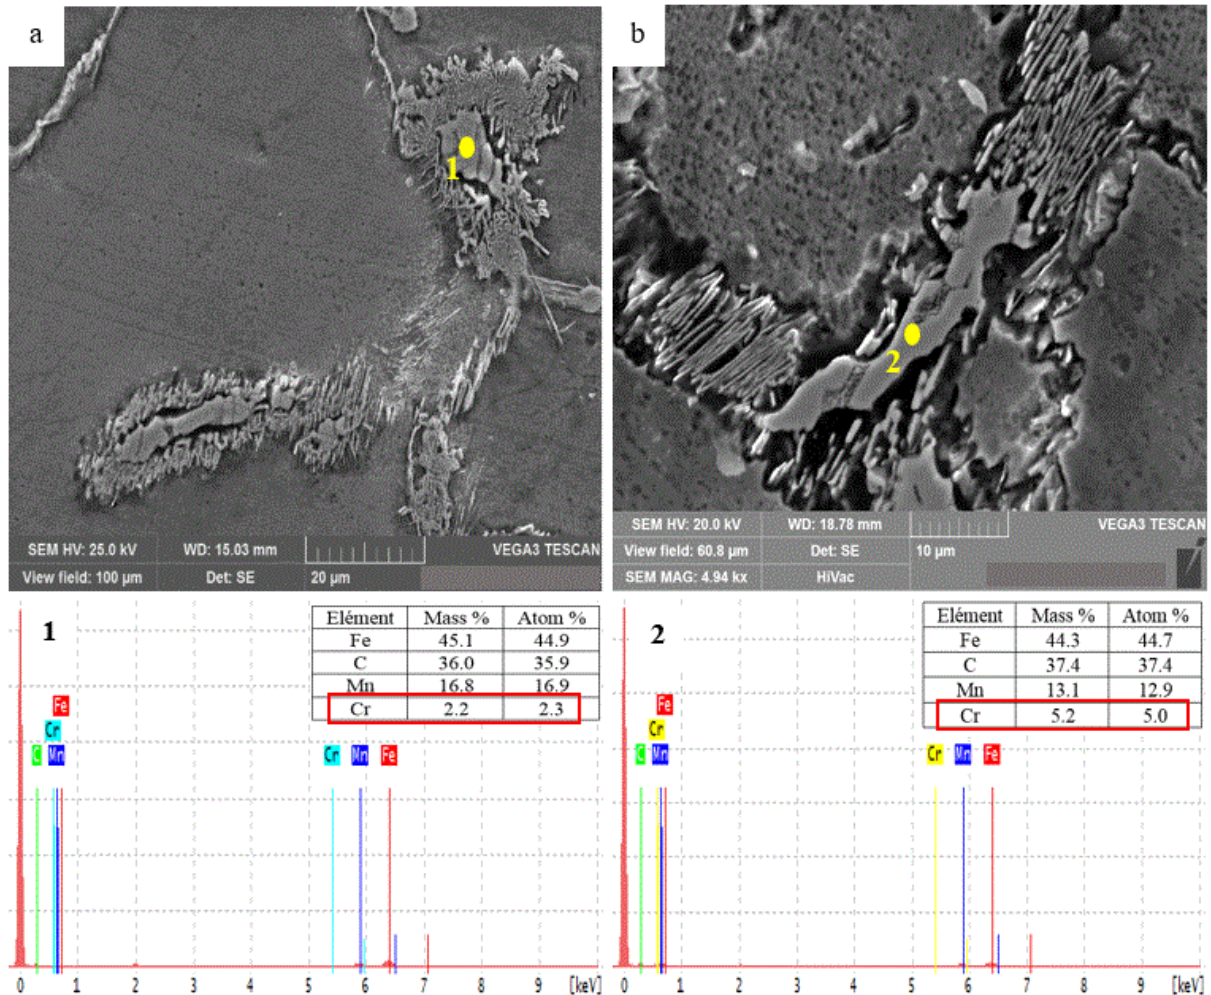 a
1
SEM HV: 25.0 kV WD: 15.03 mm VEGA3 TESCAN
View field: 100 µm Det: SE 20 µm
b
2
SEM HV: 20.0 kV WD: 18.78 mm VEGA3 TESCAN
View field: 60.8 µm Det: SE 10 µm
SEM MAG: 4.94 kx HiVac
1
Elément Mass % Atom %
Fe 45.1 44.9
C 36.0 35.9
Mn 16.8 16.9
Cr 2.2 2.3
Fe
Cr
C Mn Cr Mn Fe
0 1 2 3 4 5 6 7 8 9 [keV]
2
Elément Mass % Atom %
Fe 44.3 44.7
C 37.4 37.4
Mn 13.1 12.9
Cr 5.2 5.0
Fe
Cr
C Mn Cr Mn Fe
0 1 2 3 4 5 6 7 8 9 [keV]